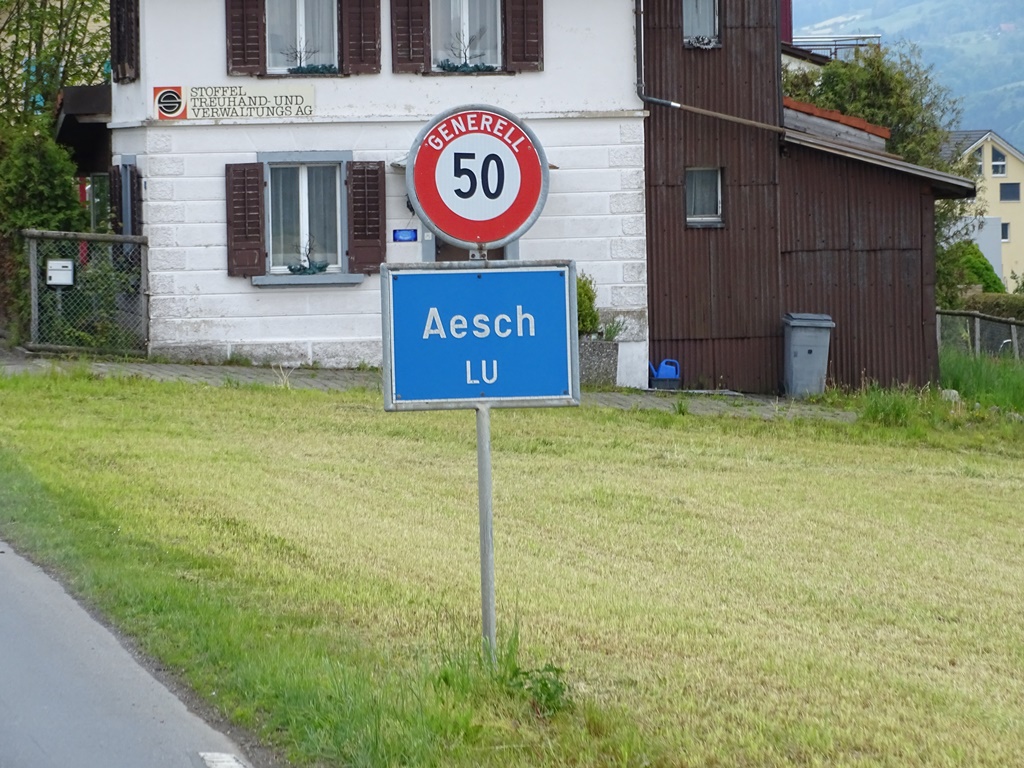 STOFFEL
TREUHAND- UND
VERWALTUNGS AG
GENERELL
50
Aesch
LU